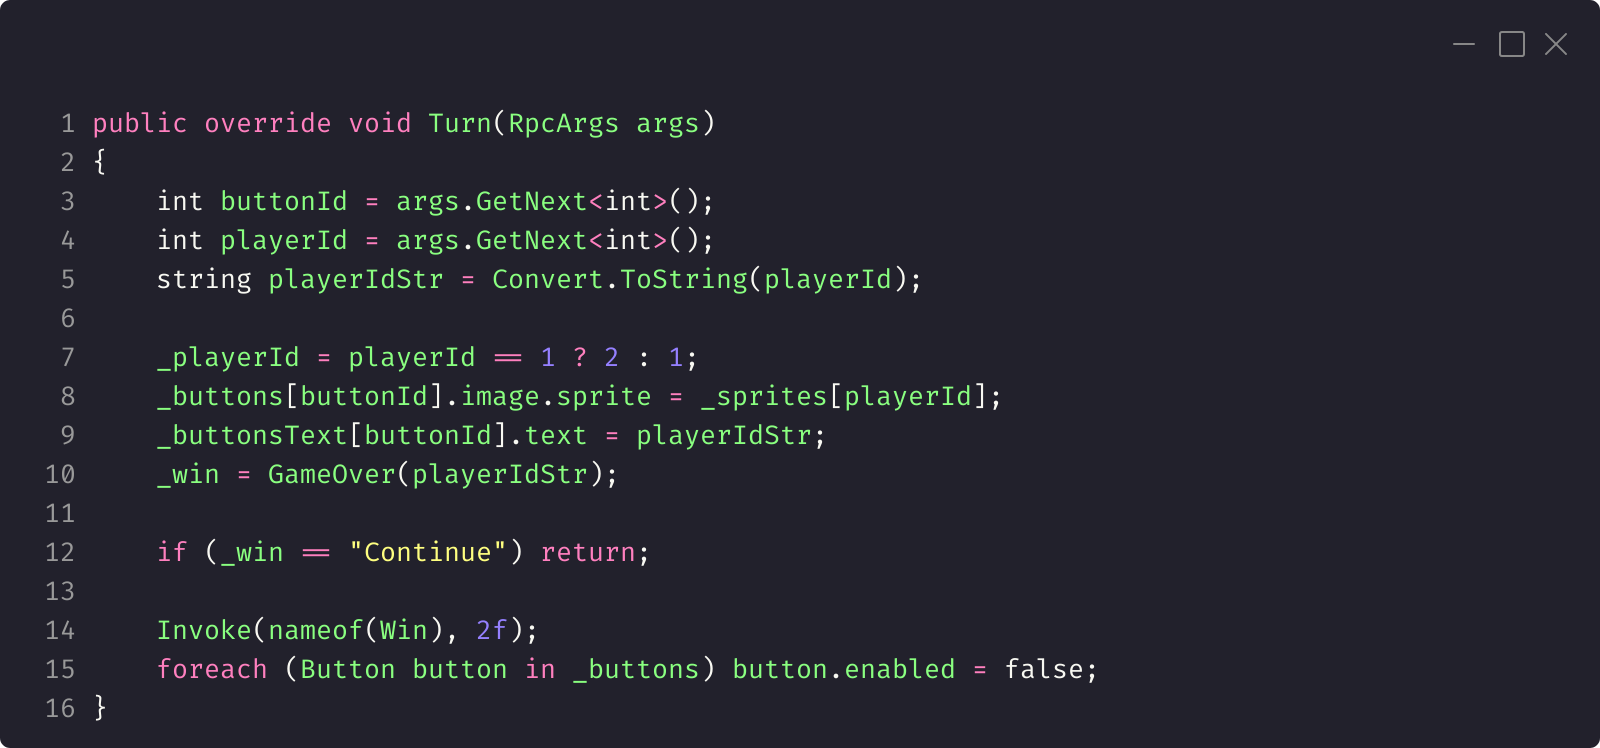 1 public override void Turn(RpcArgs args)
2 {
3     int buttonId = args.GetNext<int>();
4     int playerId = args.GetNext<int>();
5     string playerIdStr = Convert.ToString(playerId);
6
7     _playerId = playerId == 1 ? 2 : 1;
8     _buttons[buttonId].image.sprite = _sprites[playerId];
9     _buttonsText[buttonId].text = playerIdStr;
10     _win = GameOver(playerIdStr);
11
12     if (_win == "Continue") return;
13
14     Invoke(nameof(Win), 2f);
15     foreach (Button button in _buttons) button.enabled = false;
16 }